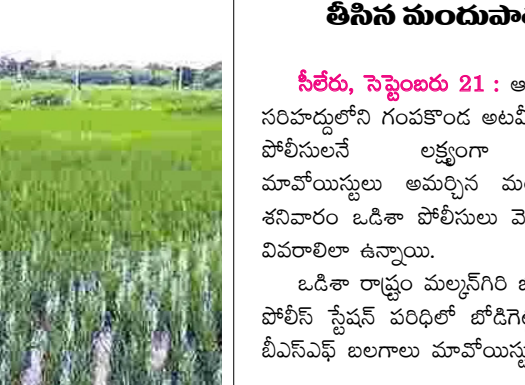 తీసిన
సీలేరు, సెప్టెంబరు 21 :
సరిహద్దులోని గంపకొండ
పోలీసులనే లక్ష్యంగా
మావోయిస్టులు అమర్చిన
శనివారం ఒడిశా పోలీసులు
వివరాలిలా ఉన్నాయి.
ఒడిశా రాష్ట్రం మల్కన్‌గిరి
పోలీస్ స్టేషన్ పరిధిలో
బీఎస్ఎఫ్ బలగాలు